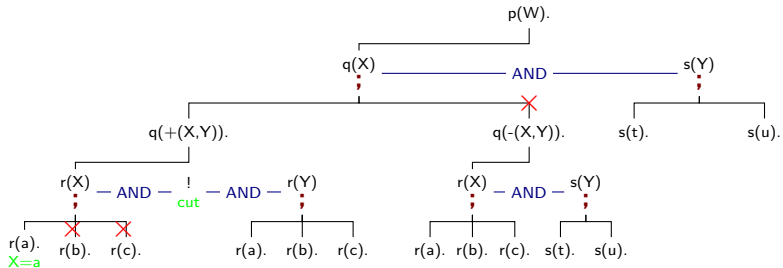 p(W).
q(X) AND s(Y)
q(+(X,Y)). q(-(X,Y)). s(t). s(u).
r(X) AND ! AND r(Y) r(X) AND s(Y)
cut
r(a). r(b). r(c). r(a). r(b). r(c). r(a). r(b). r(c). s(t). s(u).
X=a